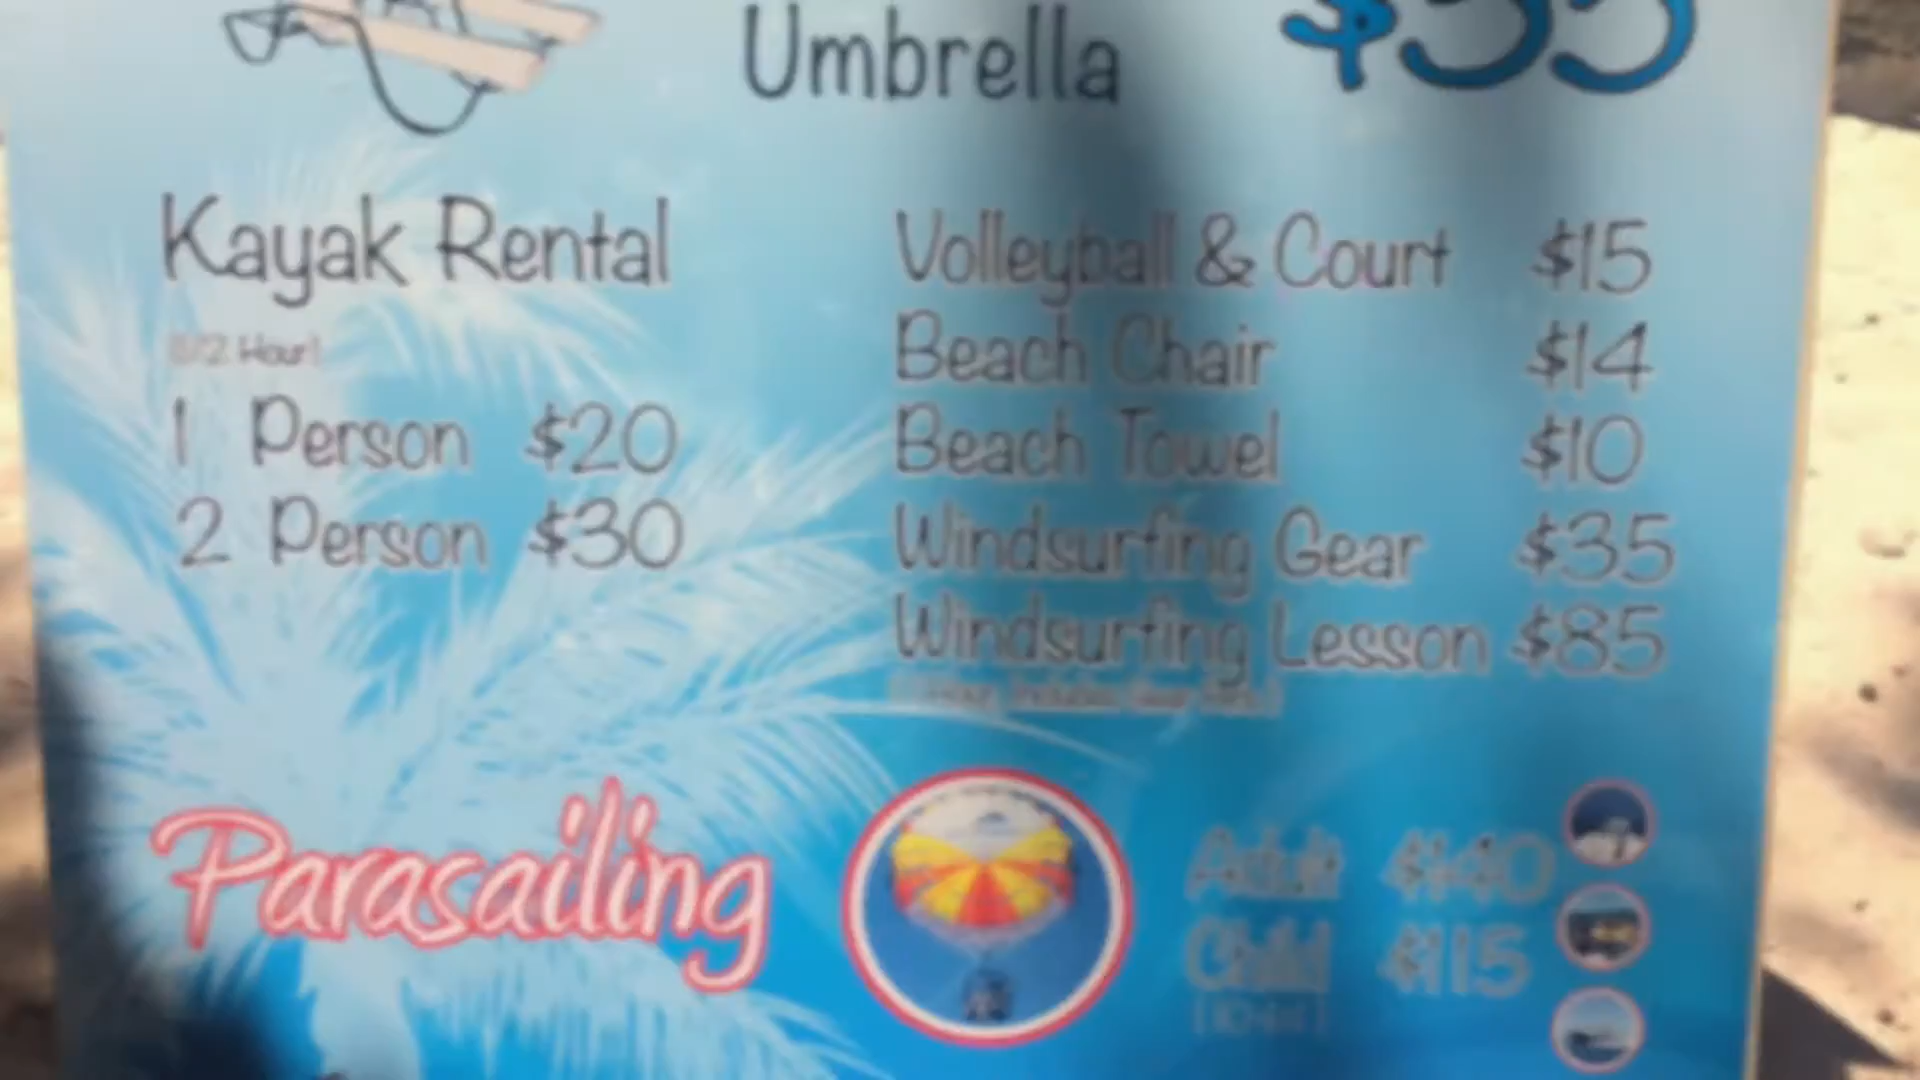 Umbrella
Kayak Rental
1 Person $20
2 Person $30
Volleyball & Court $15
Beach Chair $14
Beach Towel $10
Windsurfing Gear $35
Windsurfing Lesson $85
Parasailing
Adult $140
Child $115